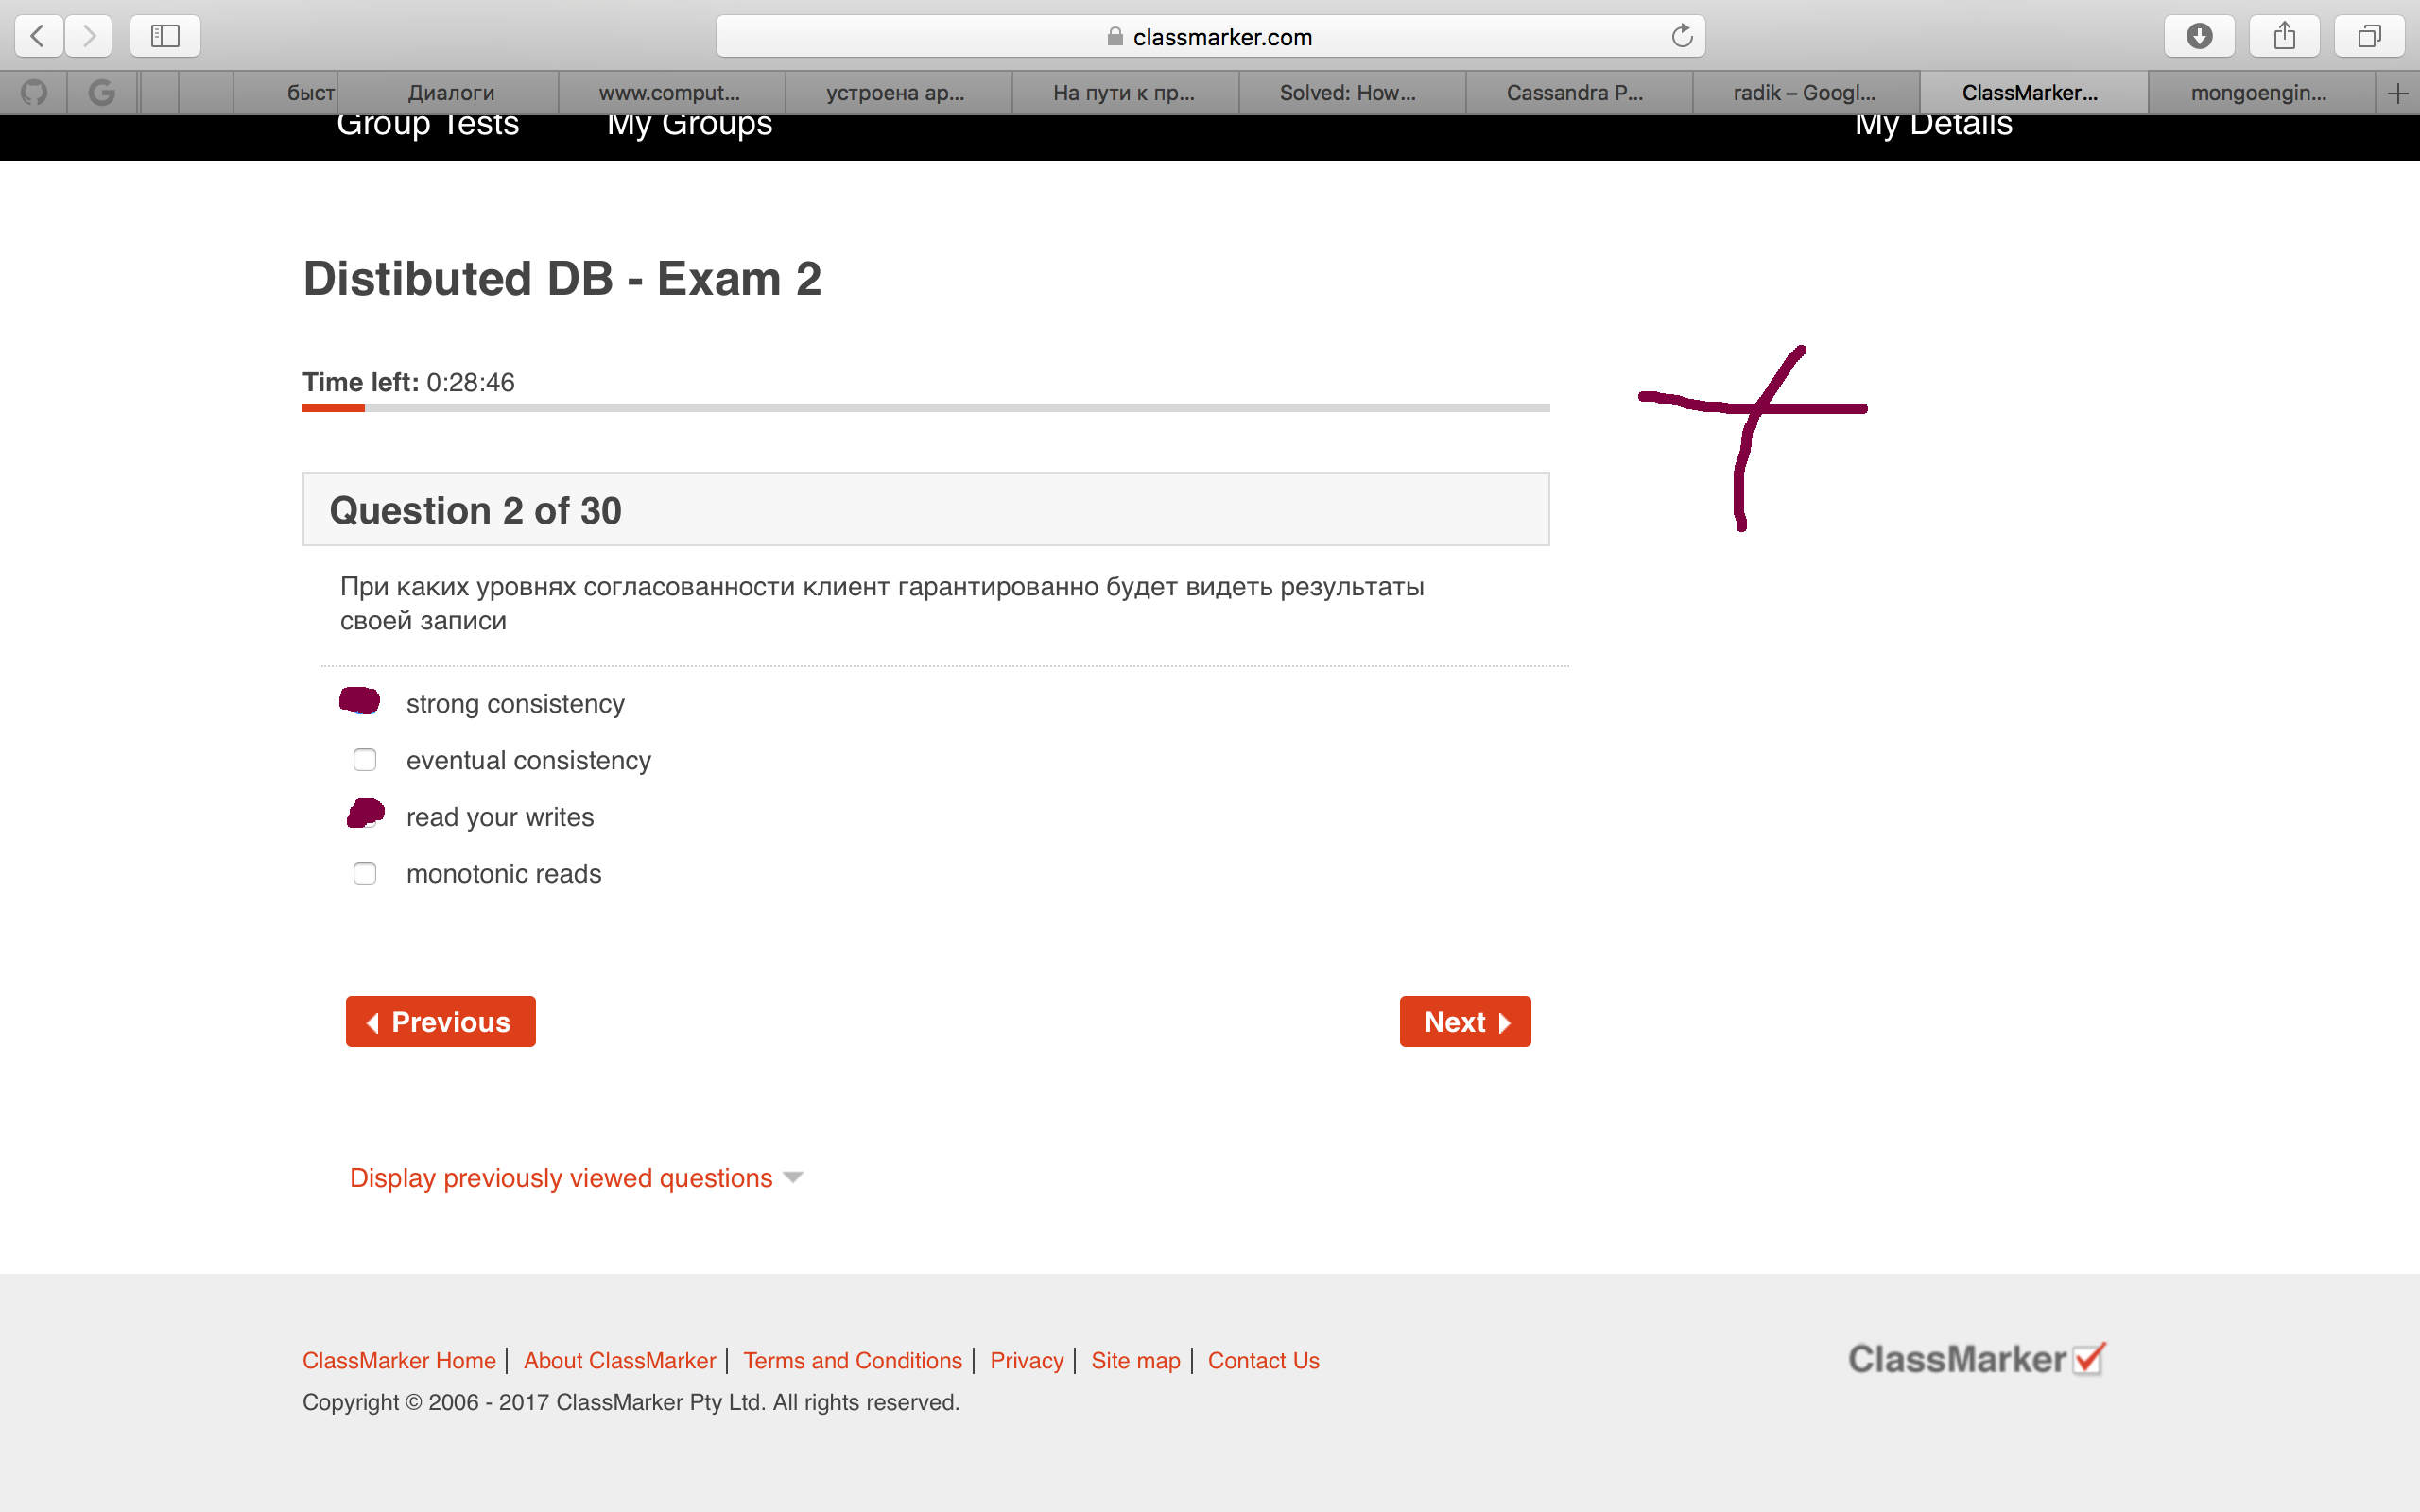 classmarker.com
быст
Диалоги
www.comput...
устроена ар...
На пути к пр...
Solved: How...
Cassandra P...
radik – Googl...
ClassMarker...
mongoengin...
Group Tests
My Groups
My Details
Distibuted DB - Exam 2
Time left: 0:28:46
Question 2 of 30
При каких уровнях согласованности клиент гарантированно будет видеть результаты
своей записи
strong consistency
eventual consistency
read your writes
monotonic reads
Previous
Next
Display previously viewed questions
ClassMarker Home | About ClassMarker | Terms and Conditions | Privacy | Site map | Contact Us
ClassMarker
Copyright © 2006 - 2017 ClassMarker Pty Ltd. All rights reserved.